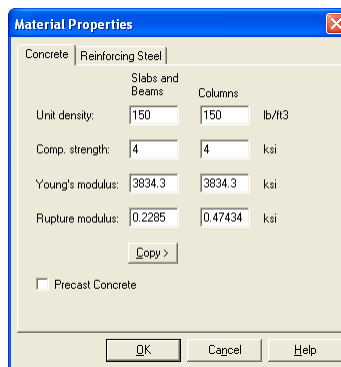 Material Properties
Concrete Reinforcing Steel
Slabs and
Beams Columns
Unit density: 150 150 lb/ft3
Comp. strength: 4 4 ksi
Young's modulus: 3834.3 3834.3 ksi
Rupture modulus: 0.2285 0.47434 ksi
Copy >
Precast Concrete
OK Cancel Help